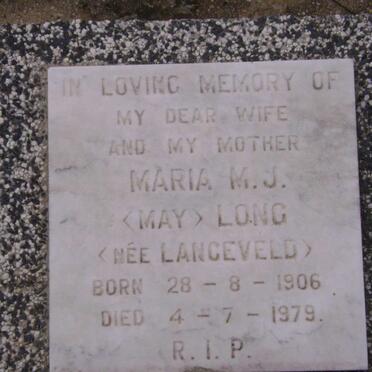 IN LOVING MEMORY OF
MY DEAR WIFE
AND MY MOTHER
MARIA M.J.
<MAY> LONG
<NÉE LANGEVELD>
BORN 28 - 8 - 1906
DIED 4 - 7 - 1979.
R.I.P.